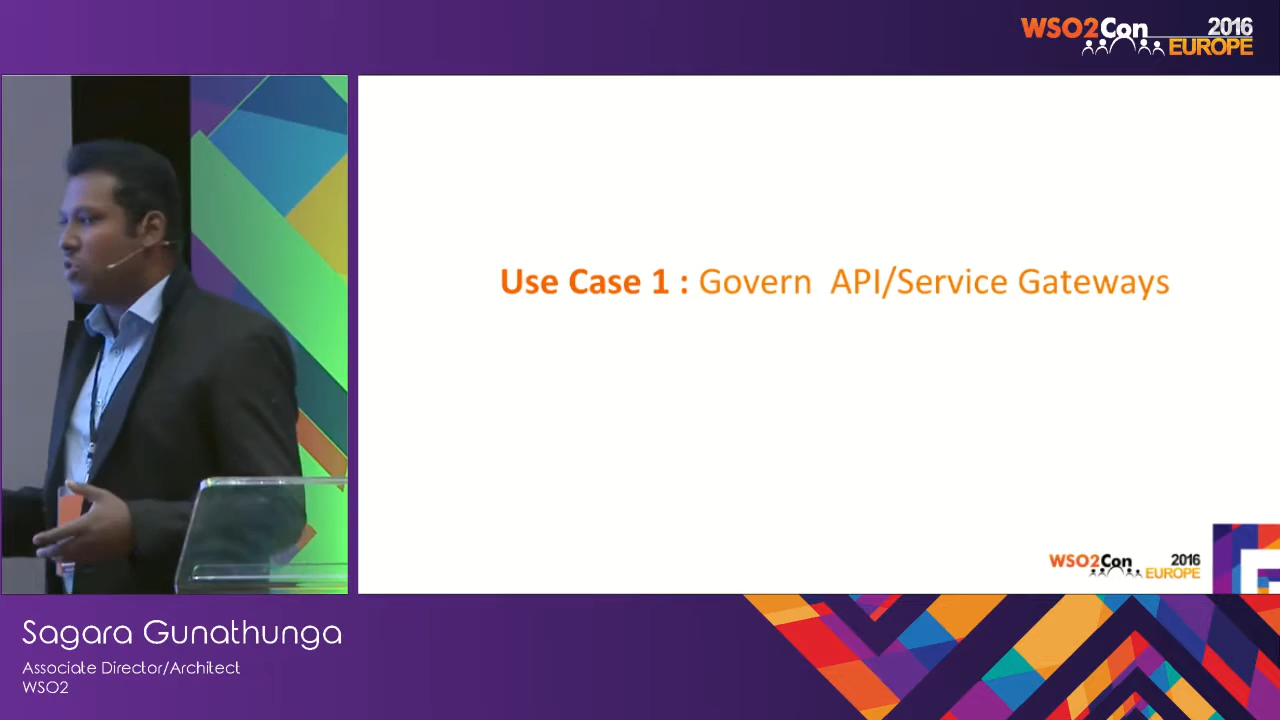 WSO2Con 2016
EUROPE
Use Case 1 : Govern API/Service Gateways
WSO2Con 2016
EUROPE
Sagara Gunathunga
Associate Director/Architect
WSO2